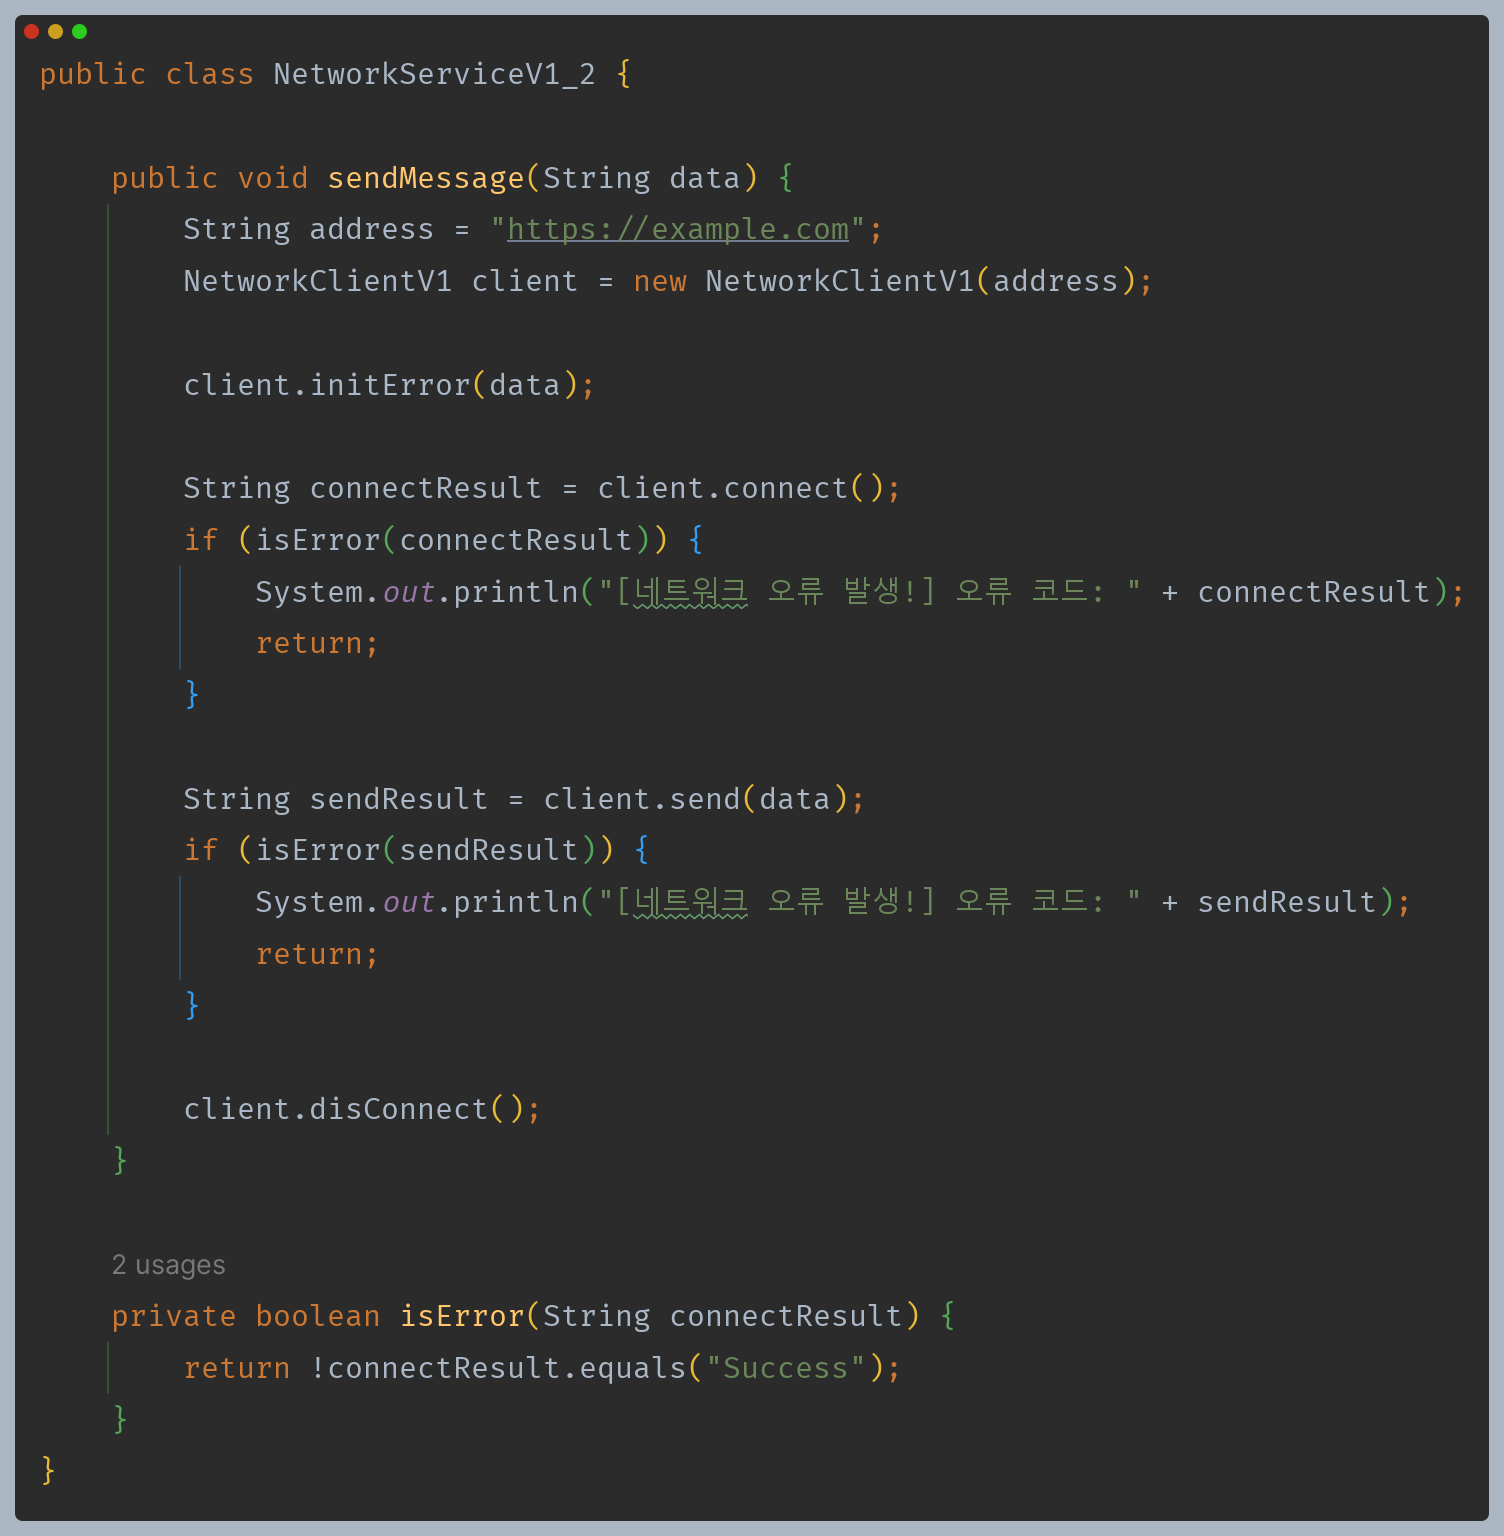 public class NetworkServiceV1_2 {
public void sendMessage(String data) {
String address = "https://example.com";
NetworkClientV1 client = new NetworkClientV1(address);
client.initError(data);
String connectResult = client.connect();
if (isError(connectResult)) {
System.out.println("[네트워크 오류 발생!] 오류 코드: " + connectResult);
return;
}
String sendResult = client.send(data);
if (isError(sendResult)) {
System.out.println("[네트워크 오류 발생!] 오류 코드: " + sendResult);
return;
}
client.disConnect();
}
2 usages
private boolean isError(String connectResult) {
return !connectResult.equals("Success");
}
}